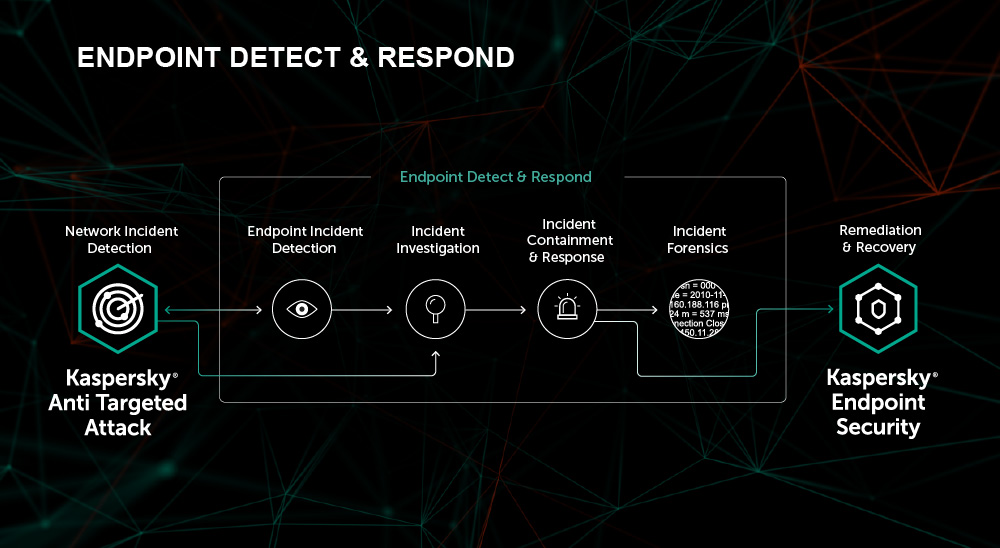 ENDPOINT DETECT & RESPOND
Endpoint Detect & Respond
Network Incident
Detection
Endpoint Incident
Detection
Incident
Investigation
Incident
Containment
& Response
Incident
Forensics
Remediation
& Recovery
= 000
= 2010-11-
160.188.116
24 m = 537 ms
nection Clos
450.11.28
Kaspersky®
Anti Targeted
Attack
Kaspersky®
Endpoint
Security